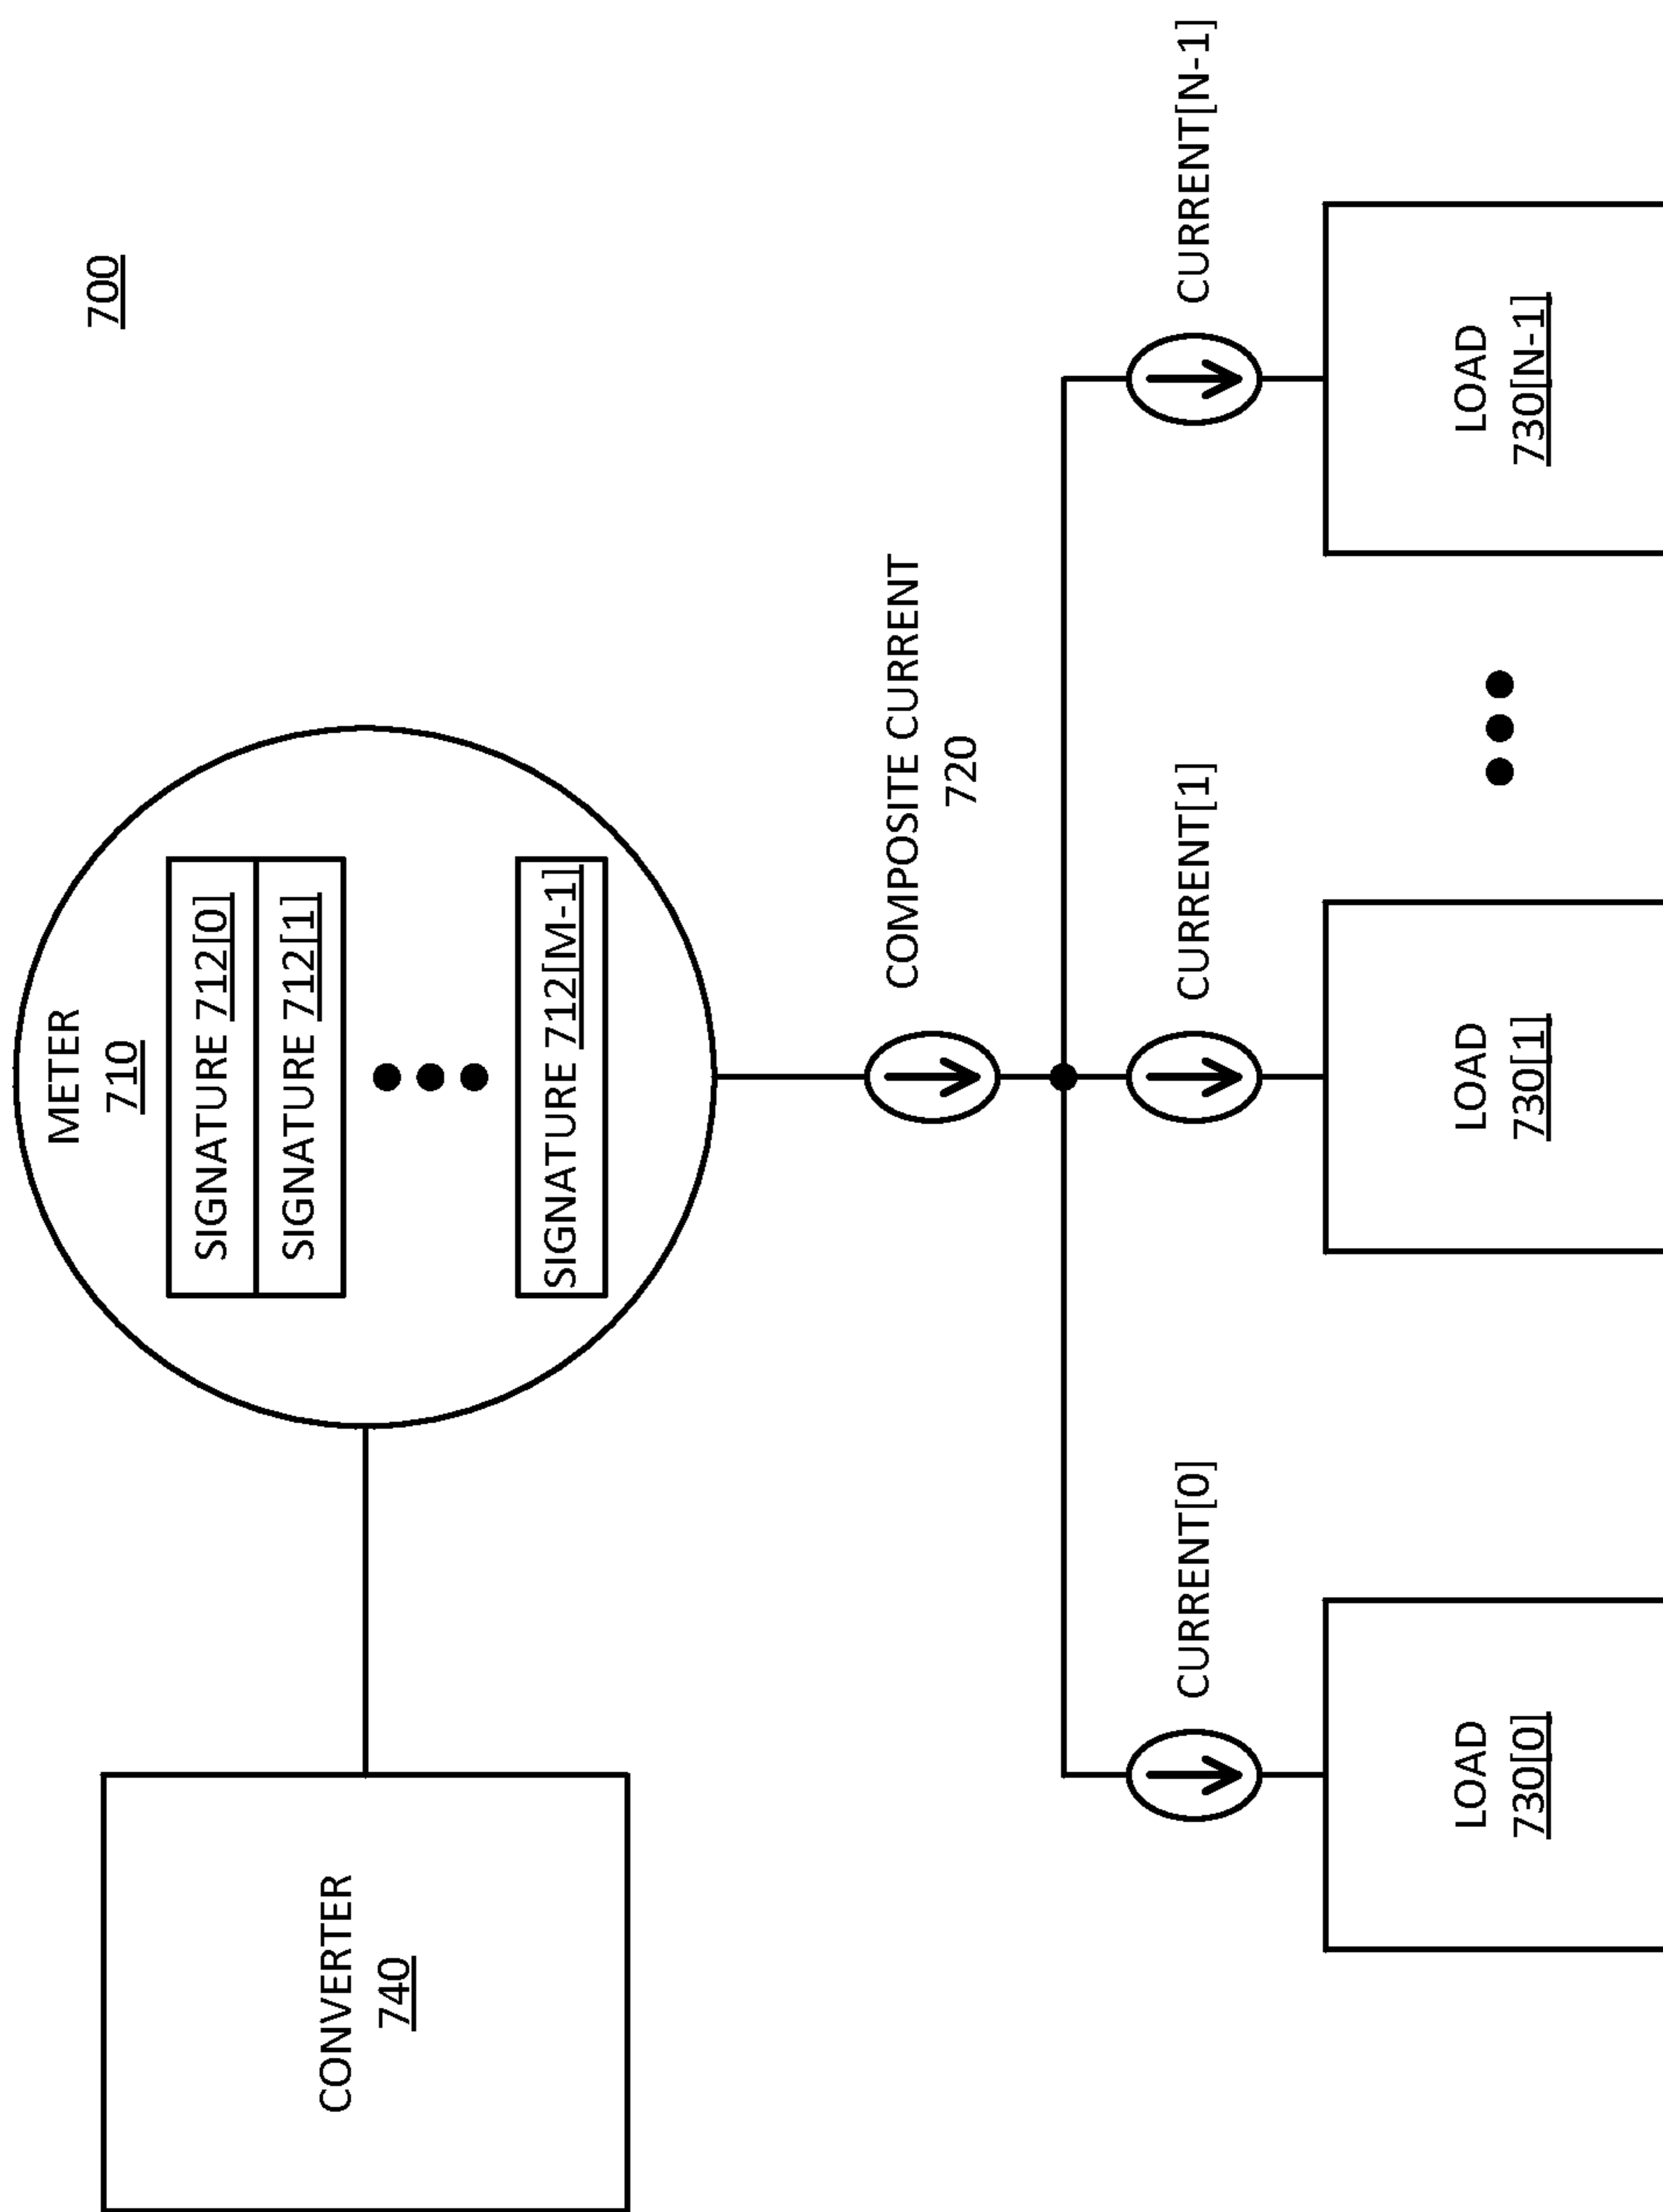 700
METER
710
SIGNATURE 712[0]
SIGNATURE 712[1]
SIGNATURE 712[M-1]
CONVERTER
740
COMPOSITE CURRENT
720
CURRENT[0]
CURRENT[1]
CURRENT[N-1]
LOAD
730[0]
LOAD
730[1]
LOAD
730[N-1]